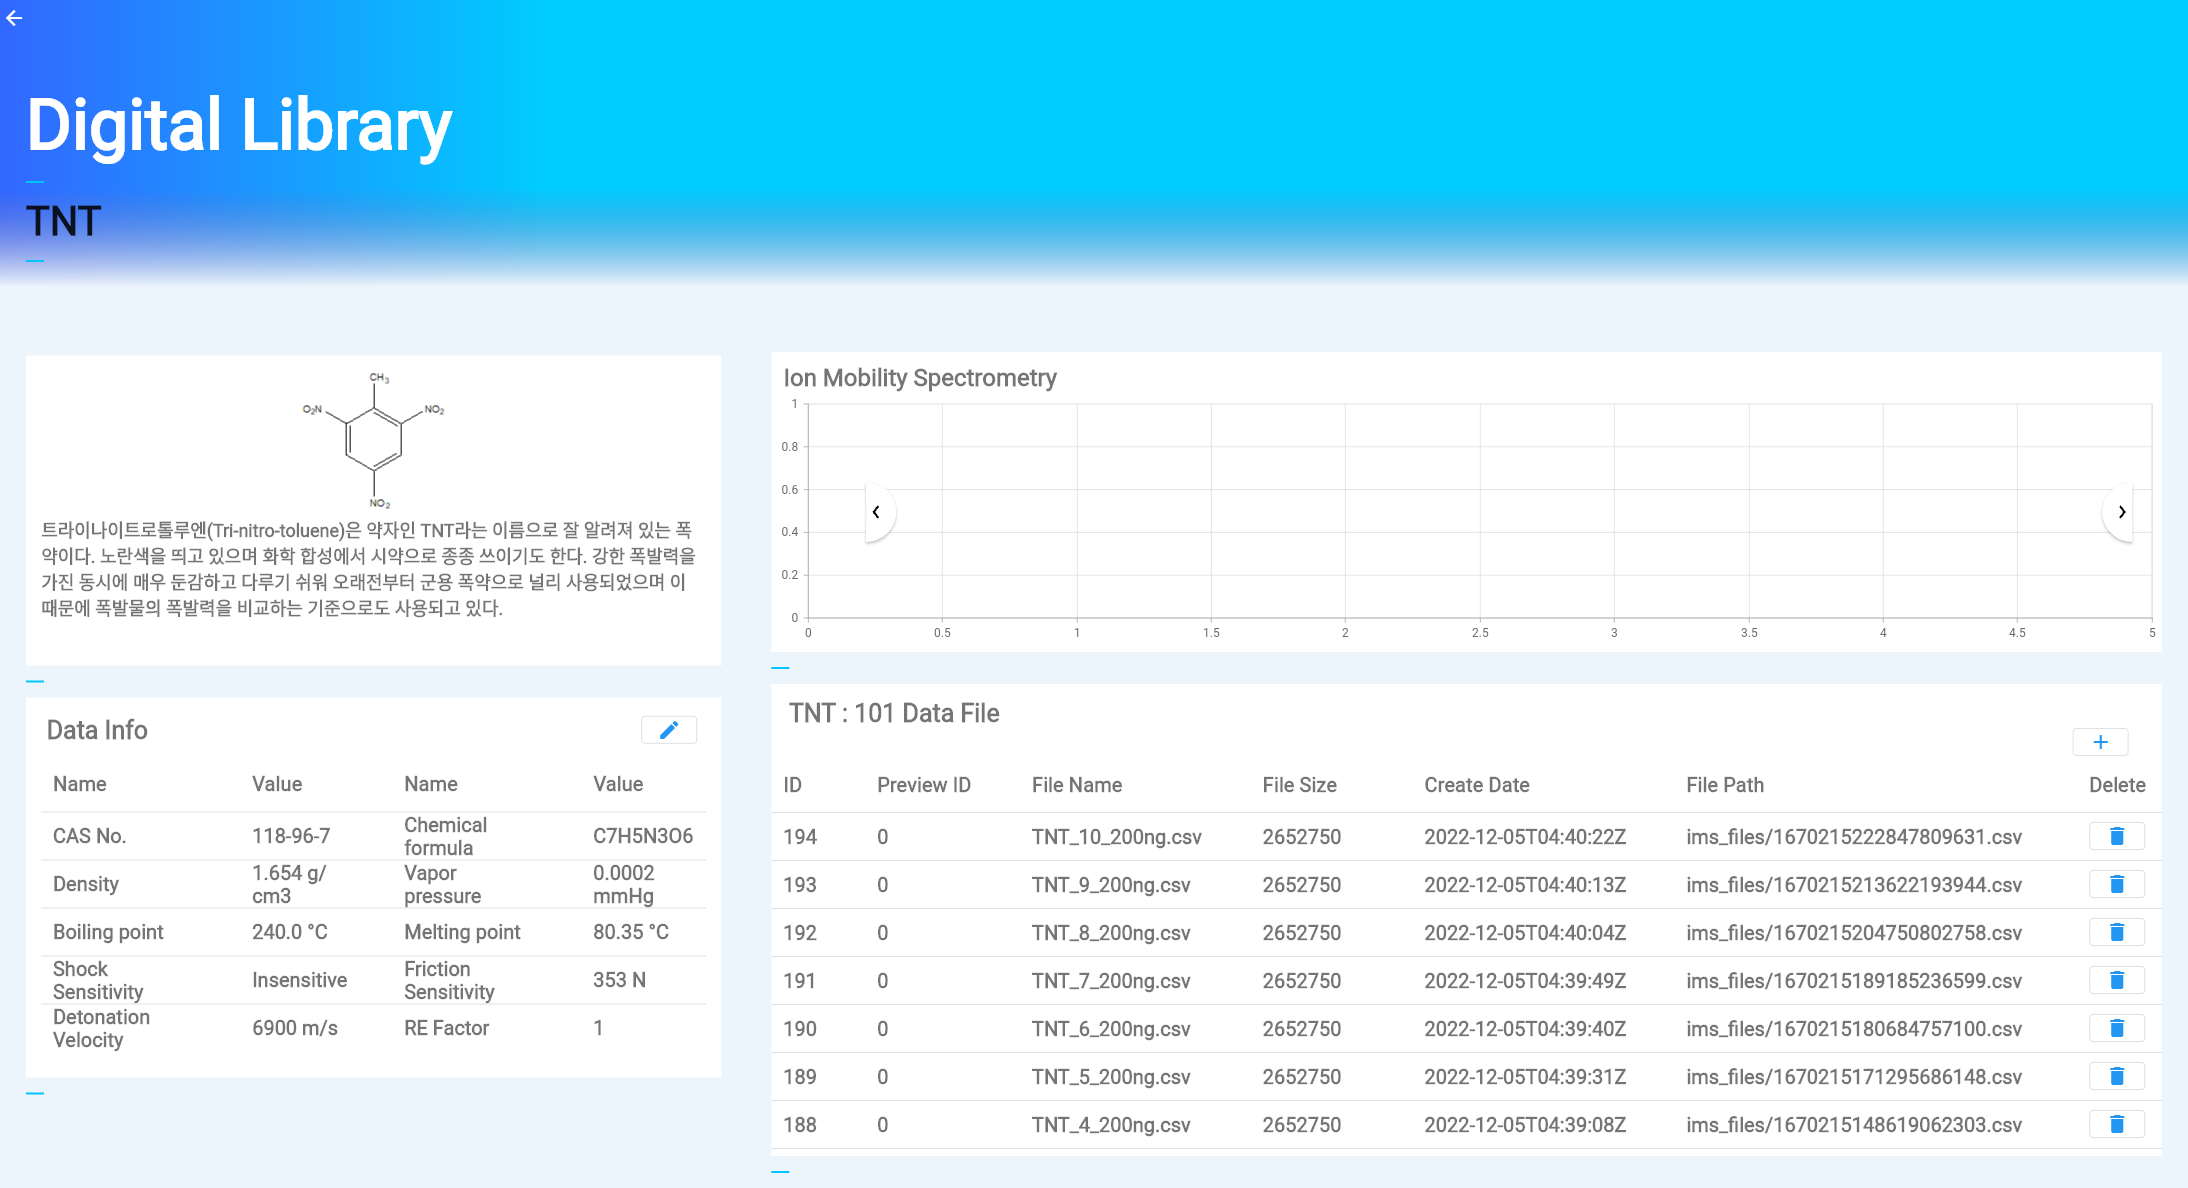 Digital Library
TNT
CH3
O2N
NO2
NO2
트라이나이트로톨루엔(Tri-nitro-toluene)은 약자인 TNT라는 이름으로 잘 알려져 있는 폭
약이다. 노란색을 띄고 있으며 화학 합성에서 시약으로 종종 쓰이기도 한다. 강한 폭발력을
가진 동시에 매우 둔감하고 다루기 쉬워 오래전부터 군용 폭약으로 널리 사용되었으며 이
때문에 폭발물의 폭발력을 비교하는 기준으로도 사용되고 있다.
Data Info
Name Value Name Value
CAS No. 118-96-7 Chemical formula C7H5N3O6
Density 1.654 g/cm3 Vapor pressure 0.0002 mmHg
Boiling point 240.0 °C Melting point 80.35 °C
Shock Sensitivity Insensitive Friction Sensitivity 353 N
Detonation Velocity 6900 m/s RE Factor 1
Ion Mobility Spectrometry
1
0.8
0.6
0.4
0.2
0
0 0.5 1 1.5 2 2.5 3 3.5 4 4.5 5
TNT : 101 Data File
ID Preview ID File Name File Size Create Date File Path Delete
194 0 TNT_10_200ng.csv 2652750 2022-12-05T04:40:22Z ims_files/1670215222847809631.csv
193 0 TNT_9_200ng.csv 2652750 2022-12-05T04:40:13Z ims_files/1670215213622193944.csv
192 0 TNT_8_200ng.csv 2652750 2022-12-05T04:40:04Z ims_files/1670215204750802758.csv
191 0 TNT_7_200ng.csv 2652750 2022-12-05T04:39:49Z ims_files/1670215189185236599.csv
190 0 TNT_6_200ng.csv 2652750 2022-12-05T04:39:40Z ims_files/1670215180684757100.csv
189 0 TNT_5_200ng.csv 2652750 2022-12-05T04:39:31Z ims_files/1670215171295686148.csv
188 0 TNT_4_200ng.csv 2652750 2022-12-05T04:39:08Z ims_files/1670215148619062303.csv